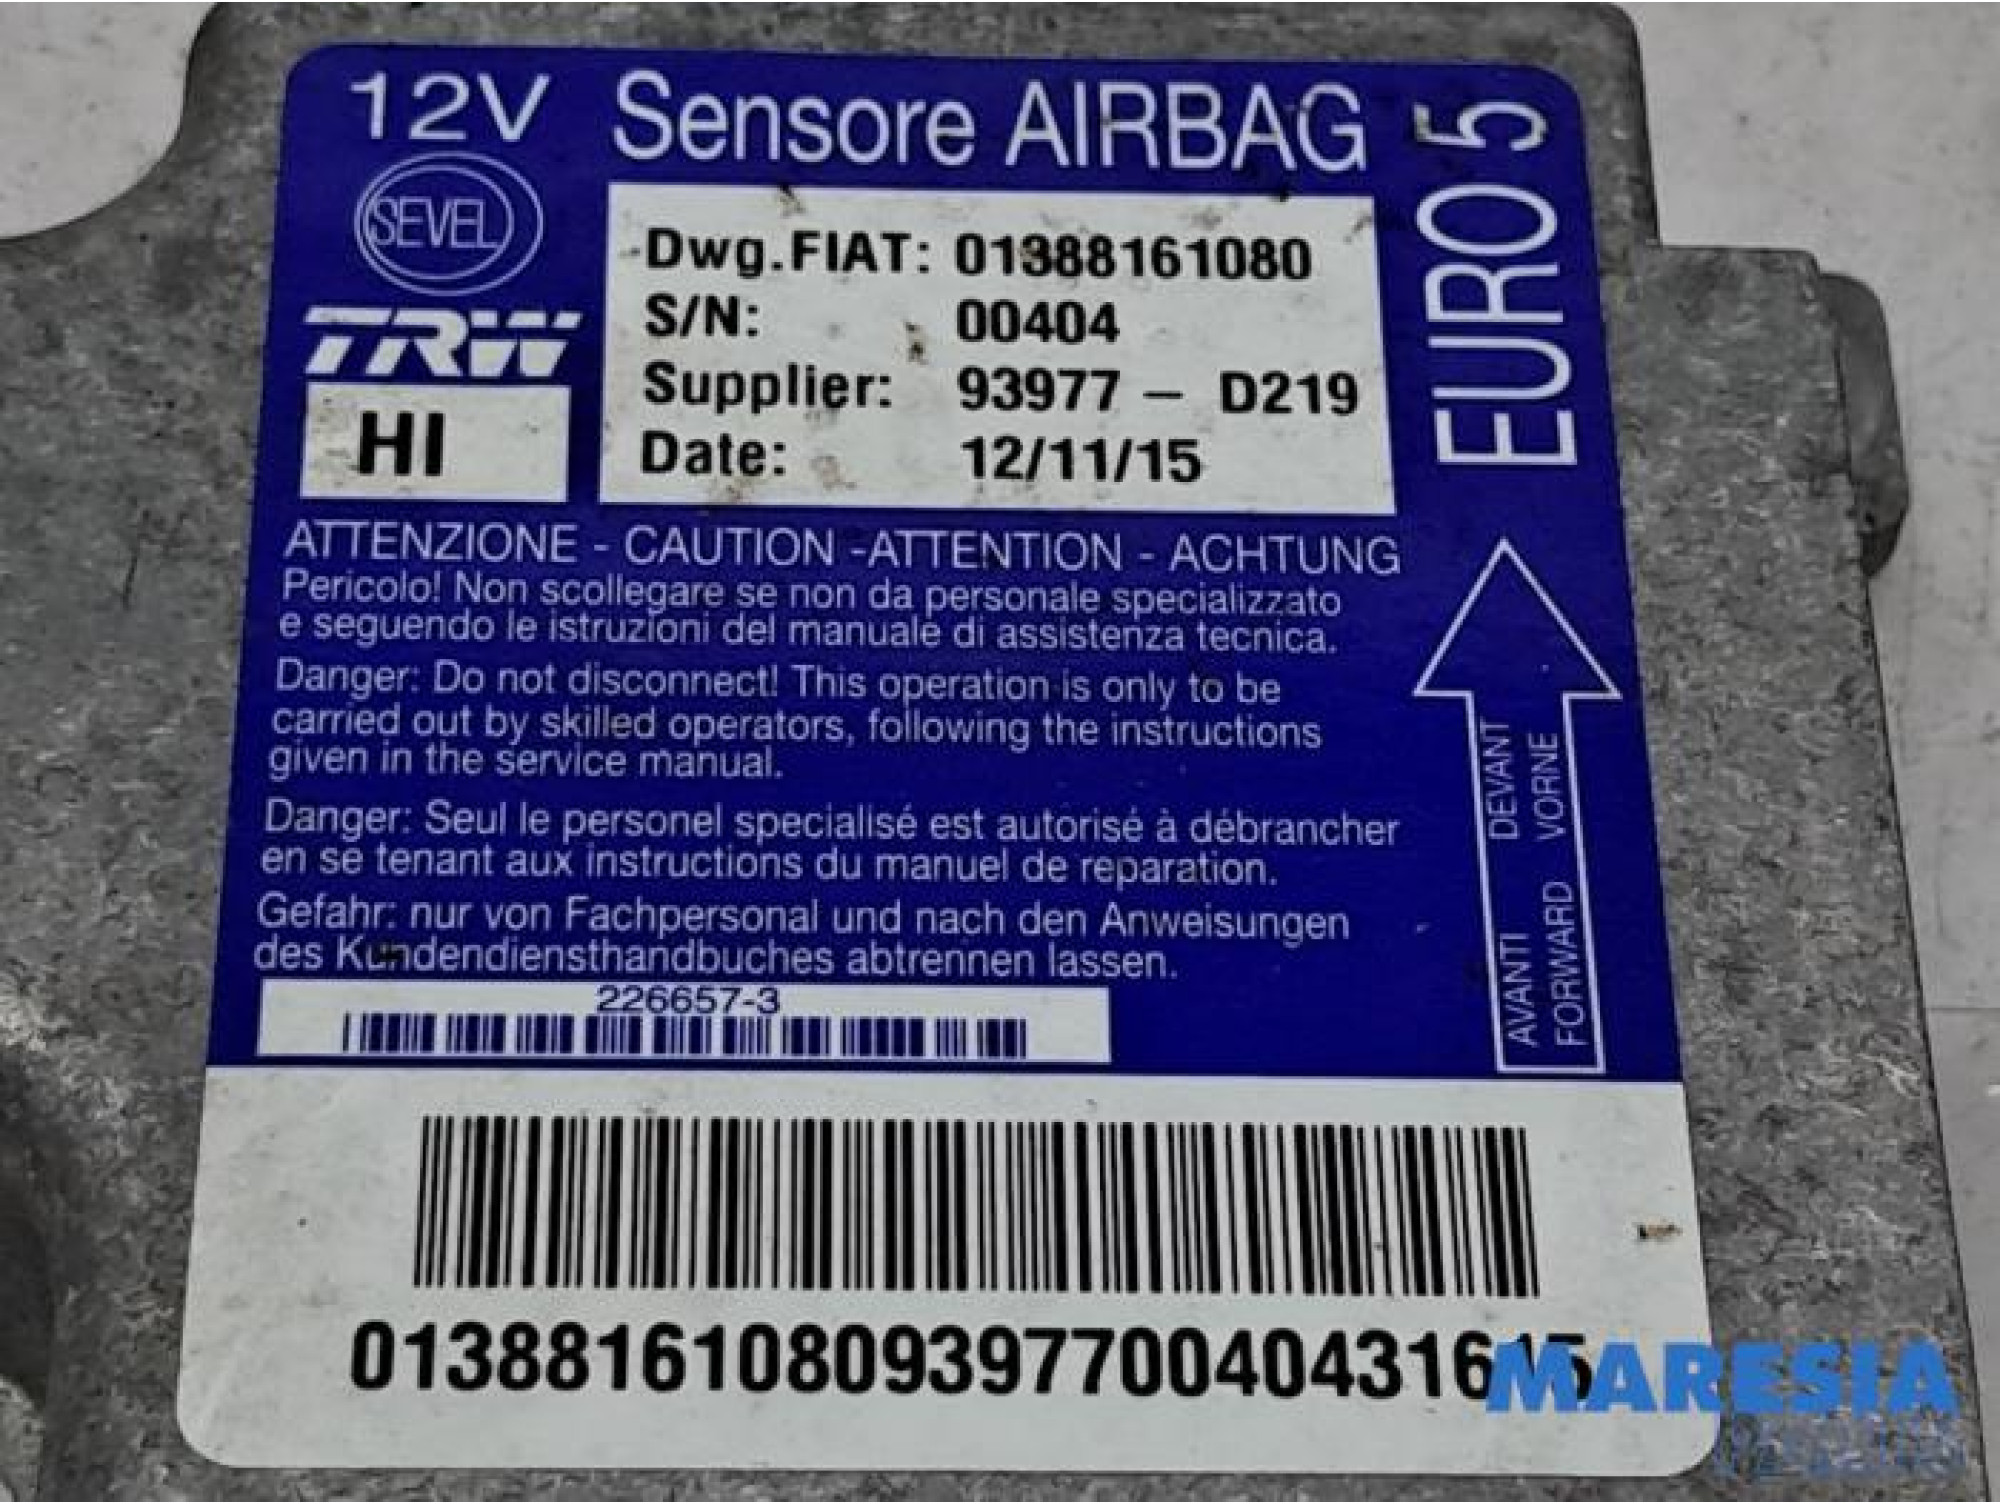 12V Sensore AIRBAG
EURO 5
SEVEL
TRW
HI
Dwg.FIAT: 01388161080
S/N: 00404
Supplier: 93977 - D219
Date: 12/11/15
ATTENZIONE - CAUTION -ATTENTION - ACHTUNG
Pericolo! Non scollegare se non da personale specializzato
e seguendo le istruzioni del manuale di assistenza tecnica.
Danger: Do not disconnect! This operation is only to be
carried out by skilled operators, following the instructions
given in the service manual.
Danger: Seul le personel specialisé est autorisé à débrancher
en se tenant aux instructions du manuel de reparation.
Gefahr: nur von Fachpersonal und nach den Anweisungen
des Kundendiensthandbuches abtrennen lassen.
AVANTI DEVANT
FORWARD VORNE
226657-3
MARESIA